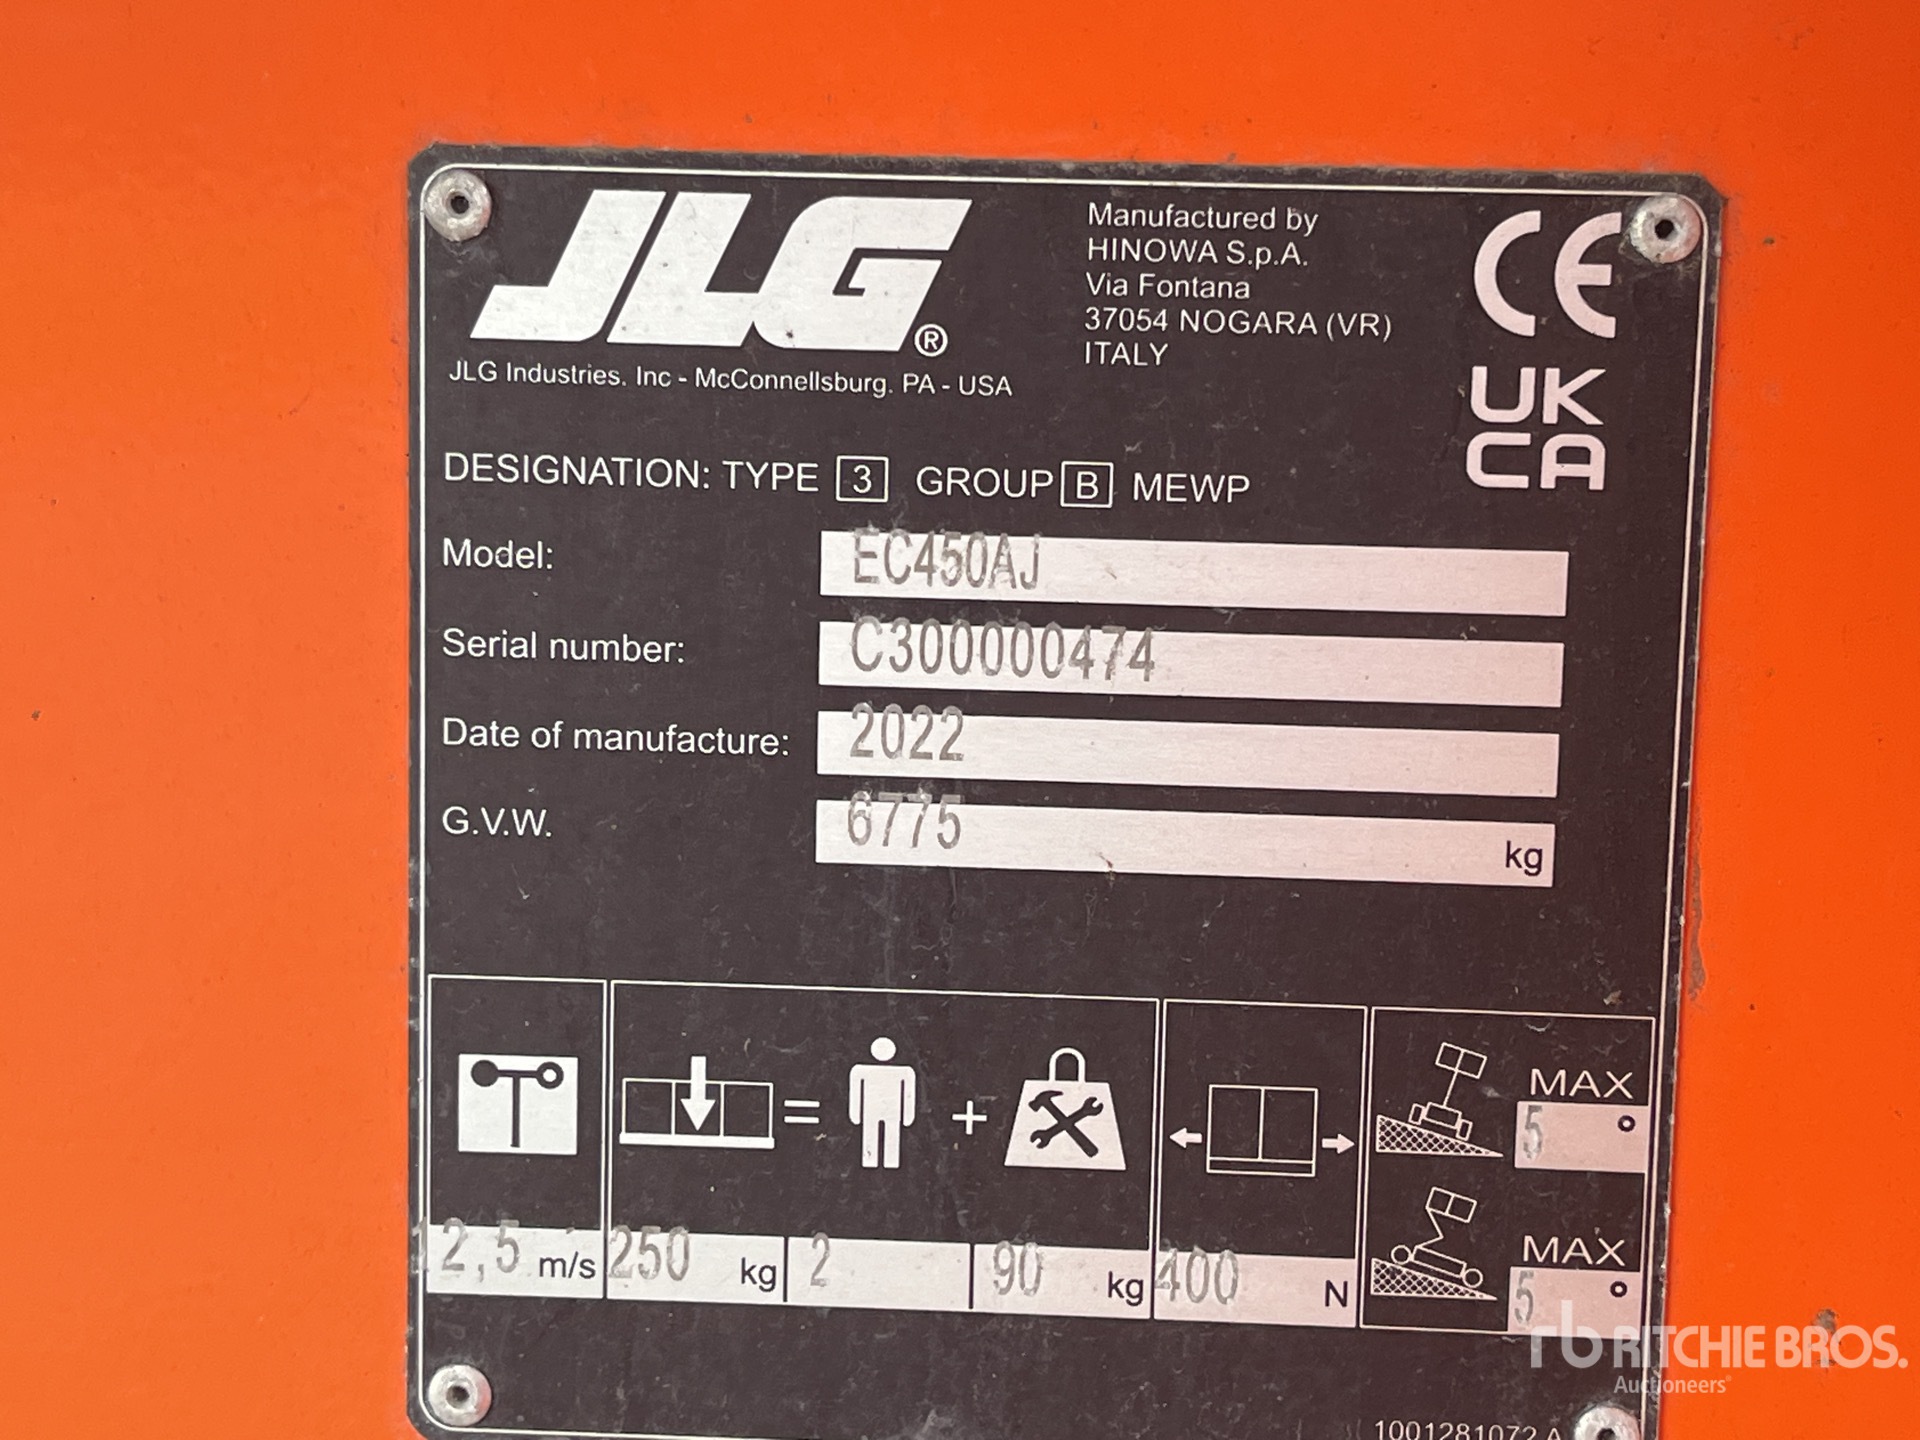 JLG®
JLG Industries. Inc - McConnellsburg. PA - USA
Manufactured by
HINOWA S.p.A.
Via Fontana
37054 NOGARA (VR)
ITALY
CE
UK
CA
DESIGNATION: TYPE 3 GROUP B MEWP
Model: EC450AJ
Serial number: C300000474
Date of manufacture: 2022
G.V.W. 6775 kg
= +
MAX
5 °
MAX
5 °
12,5 m/s 250 kg 2 90 kg 400 N
1001281072 A
rb RITCHIE BROS.
Auctioneers